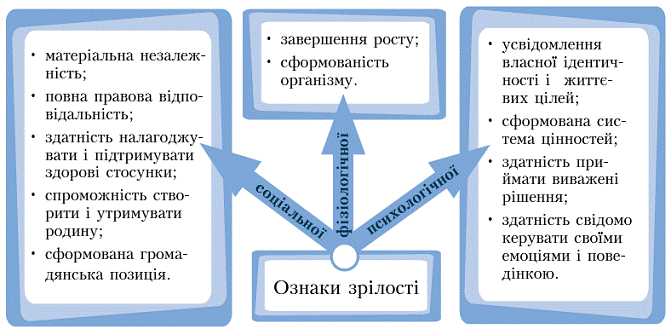 • матеріальна незалеж-
ність;
• повна правова відпо-
відальність;
• здатність налагоджу-
вати і підтримувати
здорові стосунки;
• спроможність ство-
рити і утримувати
родину;
• сформована грома-
дянська позиція.
• завершення росту;
• сформованість
організму.
• усвідомлення
власної ідентич-
ності і життє-
вих цілей;
• сформована сис-
тема цінностей;
• здатність при-
ймати виважені
рішення;
• здатність свідомо
керувати своїми
емоціями і пове-
дінкою.
соціальної
фізіологічної
психологічної
Ознаки зрілості